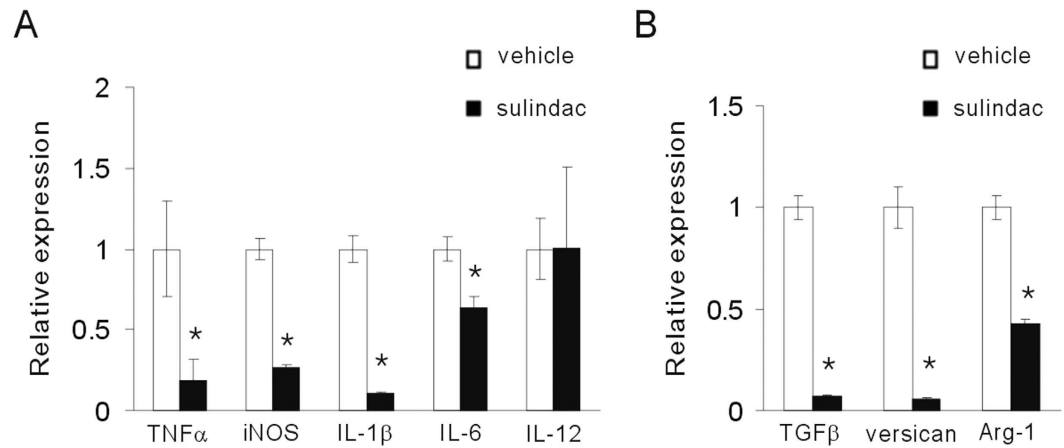 A
vehicle
sulindac
2
1.5
1
0.5
0
Relative expression
* * * *
TNFα iNOS IL-1β IL-6 IL-12
B
vehicle
sulindac
1.5
1
0.5
0
Relative expression
* * *
TGFβ versican Arg-1